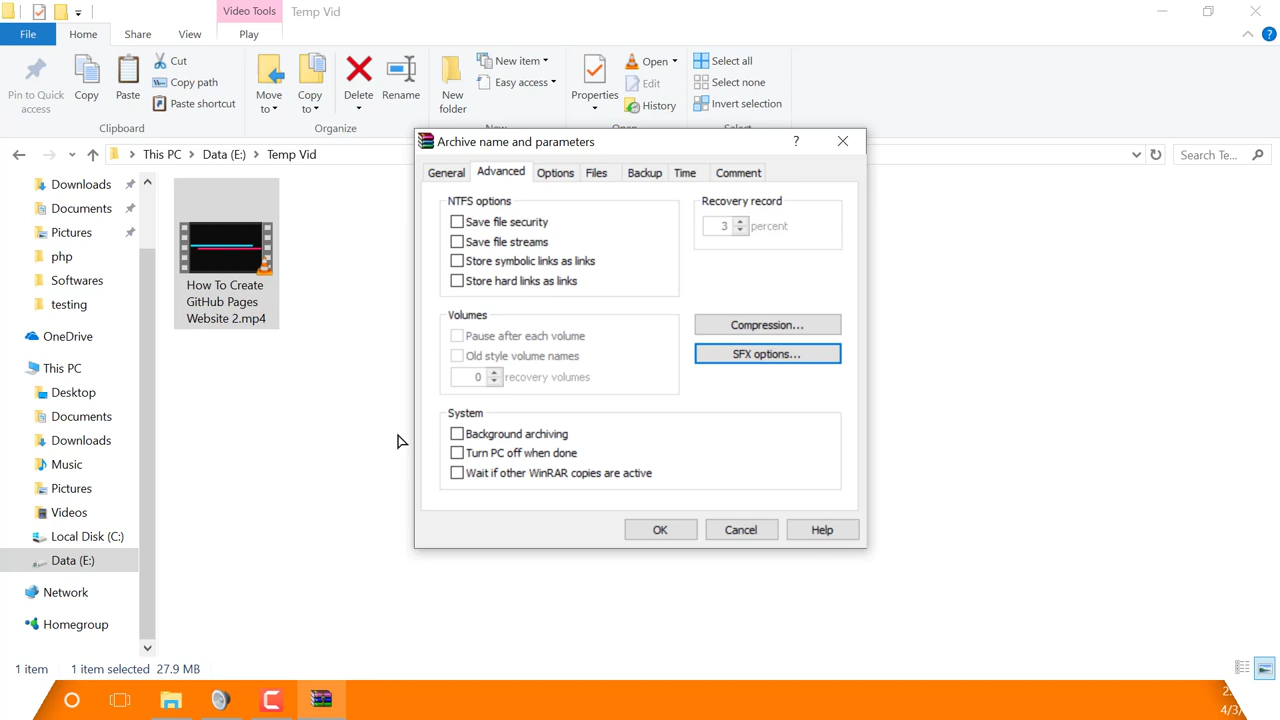 Video Tools
Temp Vid
File
Home
Share
View
Play
Pin to Quick
access
Copy
Paste
Cut
Copy path
Paste shortcut
Clipboard
Move
to
Copy
to
Delete
Rename
Organize
New
folder
New item
Easy access
Properties
Open
Edit
History
Select all
Select none
Invert selection
This PC
Data (E:)
Temp Vid
Search Te...
Downloads
Documents
Pictures
php
Softwares
testing
OneDrive
This PC
Desktop
Documents
Downloads
Music
Pictures
Videos
Local Disk (C:)
Data (E:)
Network
Homegroup
How To Create
GitHub Pages
Website 2.mp4
Archive name and parameters
?
General
Advanced
Options
Files
Backup
Time
Comment
NTFS options
Save file security
Save file streams
Store symbolic links as links
Store hard links as links
Recovery record
3 percent
Volumes
Pause after each volume
Old style volume names
0 recovery volumes
Compression...
SFX options...
System
Background archiving
Turn PC off when done
Wait if other WinRAR copies are active
OK
Cancel
Help
1 item
1 item selected 27.9 MB
4/3/